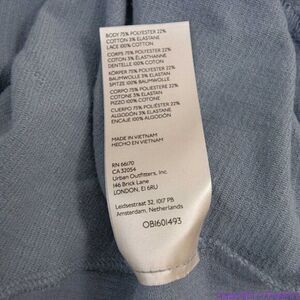 BODY 75% POLYESTER 22%
COTTON 3% ELASTANE
LACE 100% COTTON
CORPS 75% POLYESTER 22%
COTON 3% ÉLASTHANNE
DENTELLE 100% COTON
KÖRPER 75% POLYESTER 22%
BAUMWOLLE 3% ELASTAN
SPITZE 100% BAUMWOLLE
CORPO 75% POLIESTERE 22%
COTONE 3% ELASTAN
PIZZO 100% COTONE
CUERPO 75% POLIÉSTER 22%
ALGODÓN 3% ELASTANO
ENCAJE 100% ALGODÓN
MADE IN VIETNAM
HECHO EN VIETNAM
RN 66170
CA 32054
Urban Outfitters, Inc.
146 Brick Lane
LONDON, E1 6RU
Leidsestraat 32, 1017 PB
Amsterdam, Netherlands
OB1601493